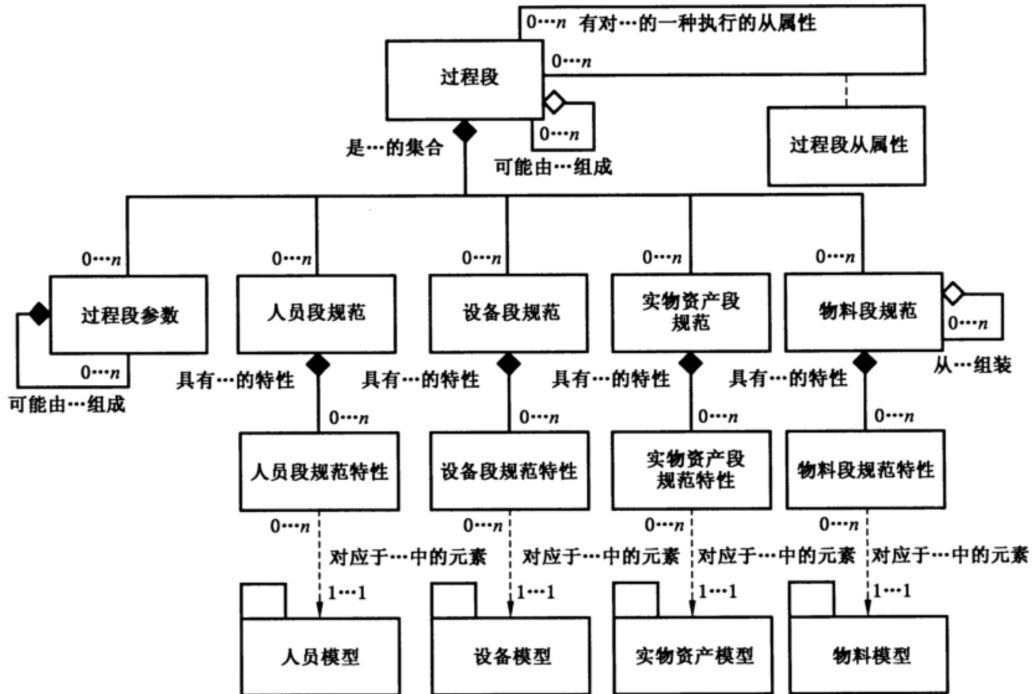 0…n 有对…的一种执行的从属性
过程段
0…n
0…n
过程段从属性
是…的集合
可能由…组成
0…n 0…n 0…n 0…n 0…n
过程段参数 人员段规范 设备段规范 实物资产段 物料段规范
规范
0…n
0…n
可能由…组成
具有…的特性 具有…的特性 具有…的特性 具有…的特性
从…组装
0…n 0…n 0…n 0…n
人员段规范特性 设备段规范特性 实物资产段 物料段规范特性
规范特性
0…n 0…n 0…n 0…n
对应于…中的元素 对应于…中的元素 对应于…中的元素 对应于…中的元素
1…1 1…1 1…1 1…1
人员模型 设备模型 实物资产模型 物料模型